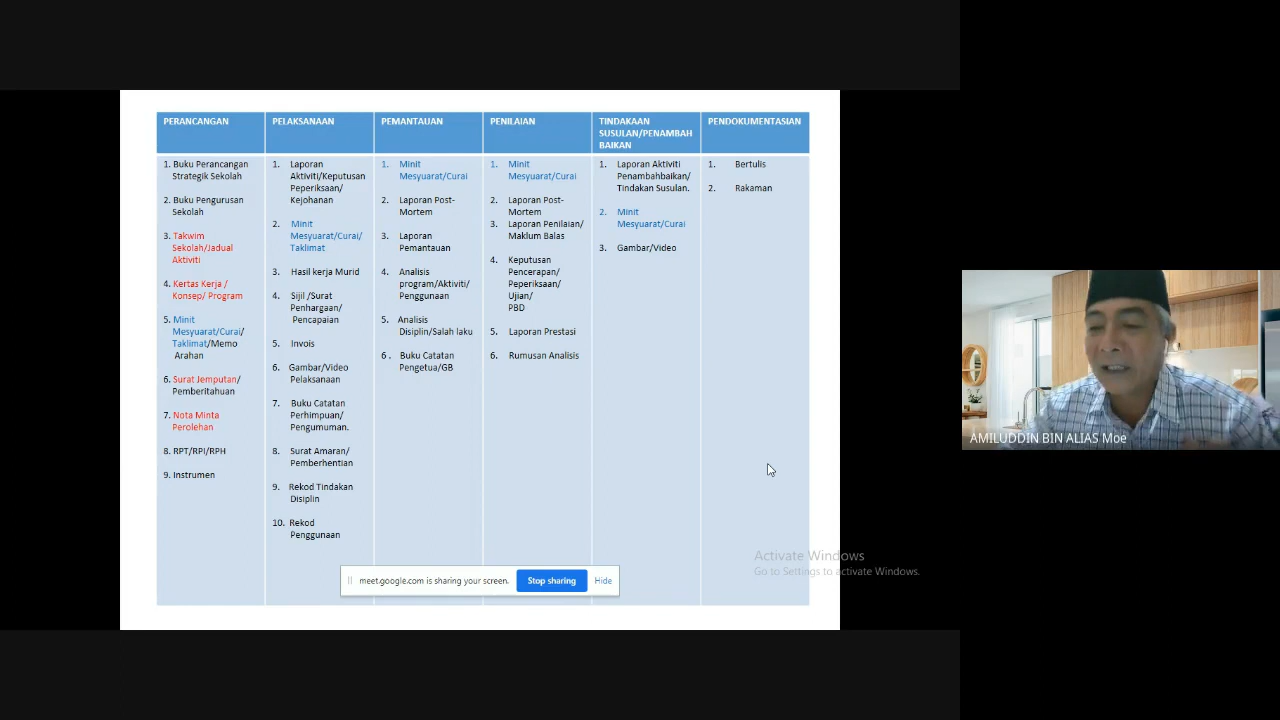 PERANCANGAN
1. Buku Perancangan
Strategik Sekolah
2. Buku Pengurusan
Sekolah
3. Takwim
Sekolah/Jadual
Aktiviti
4. Kertas Kerja /
Konsep/ Program
5. Minit
Mesyuarat/Curai/
Taklimat/Memo
Arahan
6. Surat Jemputan/
Pemberitahuan
7. Nota Minta
Perolehan
8. RPT/RPI/RPH
9. Instrumen
PELAKSANAAN
1. Laporan
Aktiviti/Keputusan
Peperiksaan/
Kejohanan
2. Minit
Mesyuarat/Curai/
Taklimat
3. Hasil kerja Murid
4. Sijil /Surat
Penhargaan/
Pencapaian
5. Invois
6. Gambar/Video
Pelaksanaan
7. Buku Catatan
Perhimpuan/
Pengumuman.
8. Surat Amaran/
Pemberhentian
9. Rekod Tindakan
Disiplin
10. Rekod
Penggunaan
PEMANTAUAN
1. Minit
Mesyuarat/Curai
2. Laporan Post-
Mortem
3. Laporan
Pemantauan
4. Analisis
program/Aktiviti/
Penggunaan
5. Analisis
Disiplin/Salah laku
6 . Buku Catatan
Pengetua/GB
PENILAIAN
1. Minit
Mesyuarat/Curai
2. Laporan Post-
Mortem
3. Laporan Penilaian/
Maklum Balas
4. Keputusan
Pencerapan/
Peperiksaan/
Ujian/
PBD
5. Laporan Prestasi
6. Rumusan Analisis
TINDAKAAN
SUSULAN/PENAMBAH
BAIKAN
1. Laporan Aktiviti
Penambahbaikan/
Tindakan Susulan.
2. Minit
Mesyuarat/Curai
3. Gambar/Video
PENDOKUMENTASIAN
1. Bertulis
2. Rakaman
meet.google.com is sharing your screen. Stop sharing Hide
Activate Windows
Go to Settings to activate Windows.
AMILUDDIN BIN ALIAS Moe